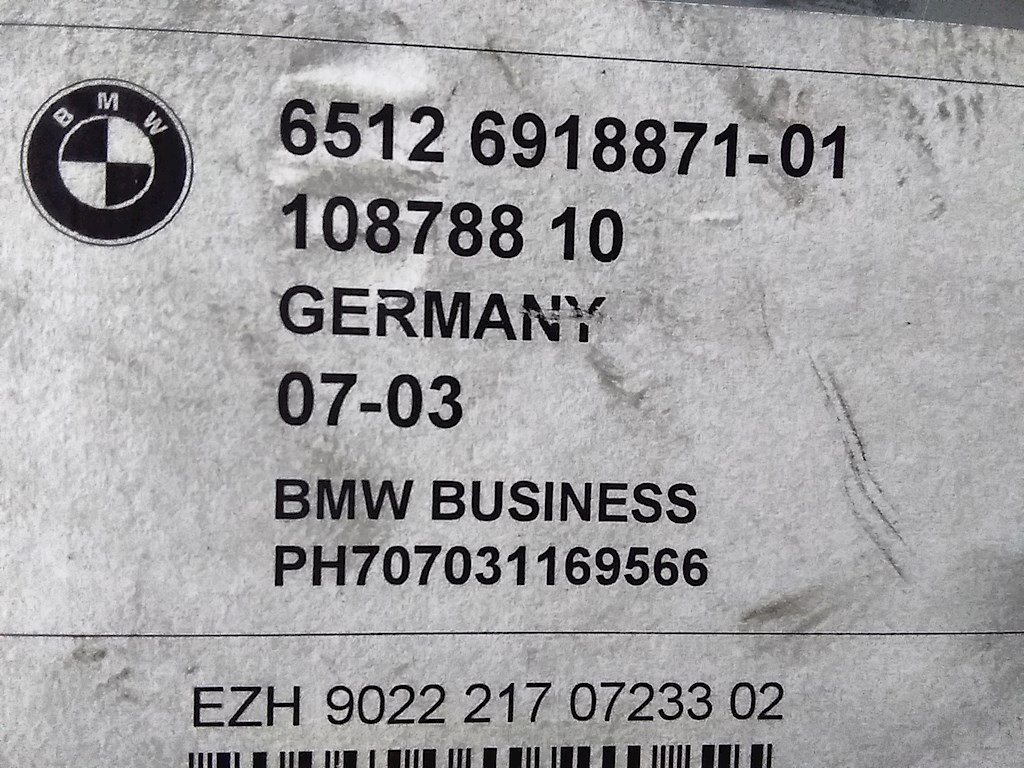 BMW
6512 6918871-01
108788 10
GERMANY
07-03
BMW BUSINESS
PH707031169566
EZH 9022 217 07233 02